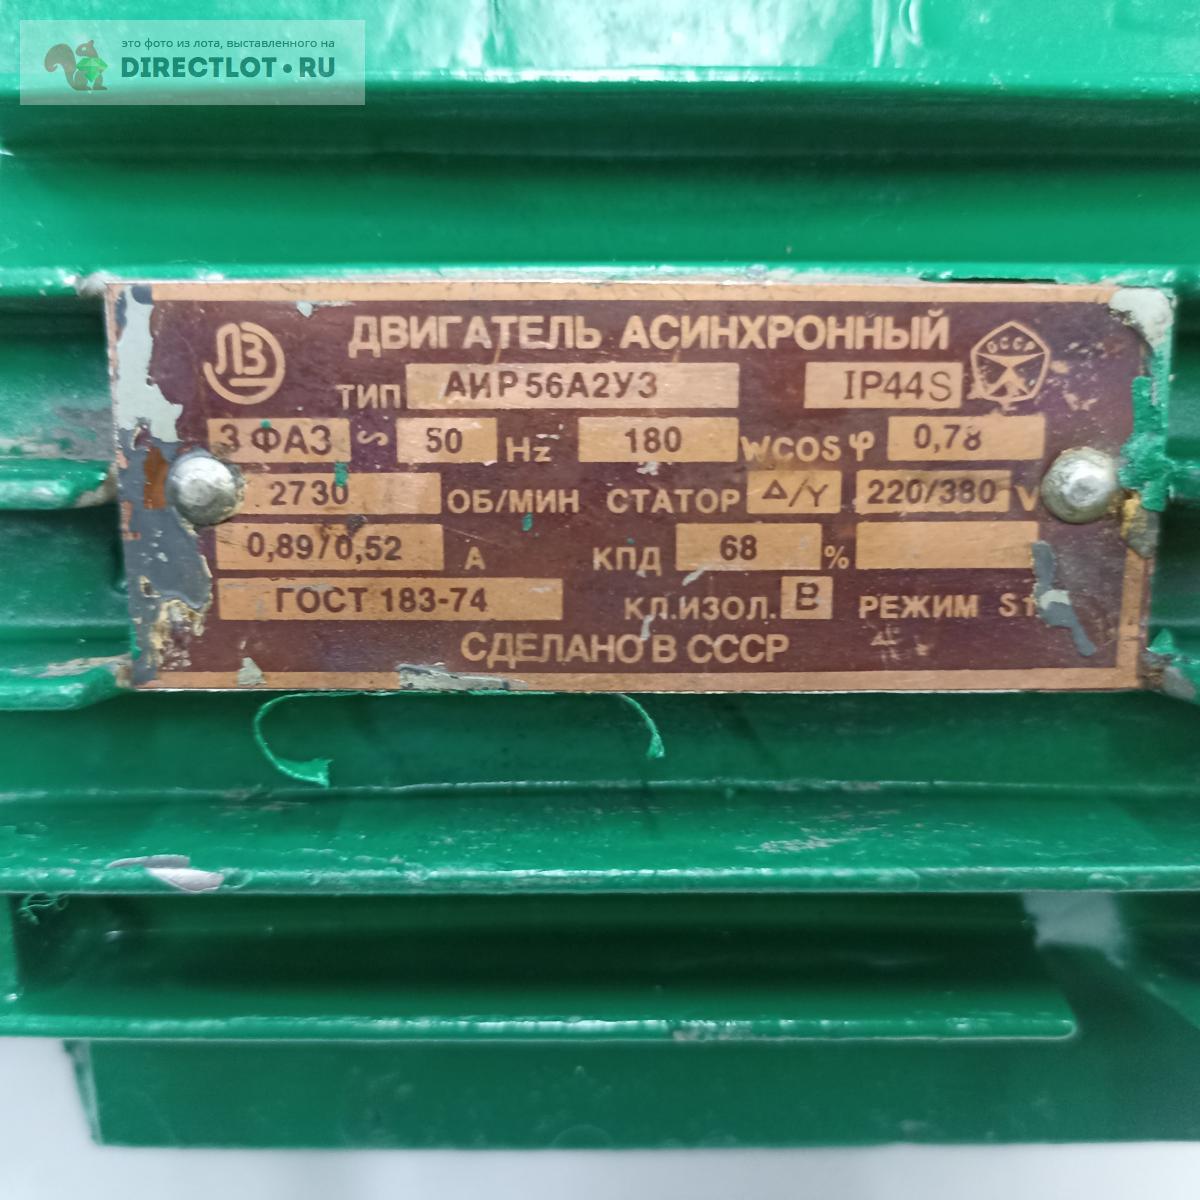 это фото из лота, выставленного на
DIRECTLOT.RU
ЛЗ
ДВИГАТЕЛЬ АСИНХРОННЫЙ
СССР
ТИП АИР56А2У3 IP44S
3 ФАЗ ~ 50 Hz 180 W COS φ 0,78
2730 ОБ/МИН СТАТОР Δ/Y 220/380 V
0,89/0,52 А КПД 68 %
ГОСТ 183-74 КЛ.ИЗОЛ. В РЕЖИМ S1
СДЕЛАНО В СССР